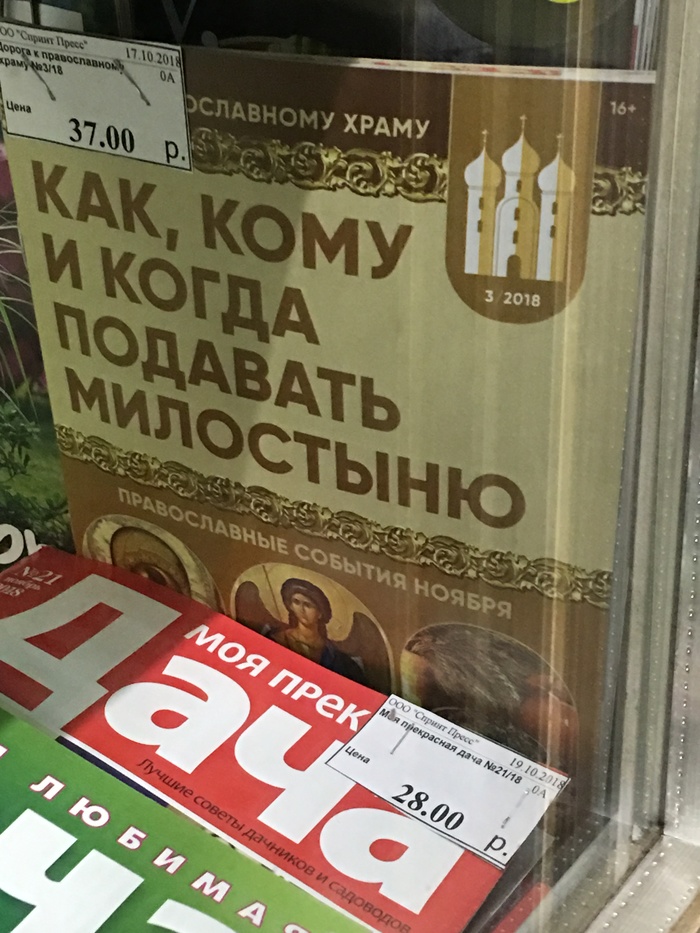 ООО "Спринт Пресс"
17.10.2018
Дорога к православному
храму №3/18
0А
Цена
37.00 р.
ОСЛАВНОМУ ХРАМУ
16+
3 2018
КАК, КОМУ
И КОГДА
ПОДАВАТЬ
МИЛОСТЫНЮ
ПРАВОСЛАВНЫЕ СОБЫТИЯ НОЯБРЯ
№21
ноябрь
2018
МОЯ ПРЕК
Дача
Лучшие советы дачников и садоводов
ООО "Спринт Пресс"
19.10.2018
Моя прекрасная дача №21/18
0А
Цена
28.00 р.
ЛЮБИМАЯ